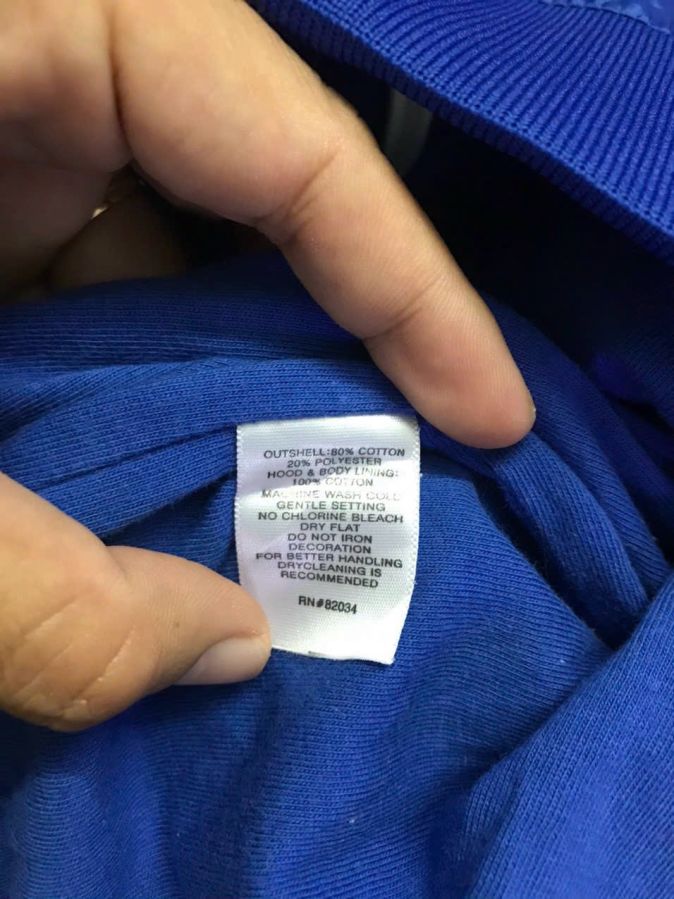 OUTSHELL:80% COTTON
20% POLYESTER
HOOD & BODY LINING:
100% COTTON
MACHINE WASH COLD
GENTLE SETTING
NO CHLORINE BLEACH
DRY FLAT
DO NOT IRON
DECORATION
FOR BETTER HANDLING
DRYCLEANING IS
RECOMMENDED
RN#82034